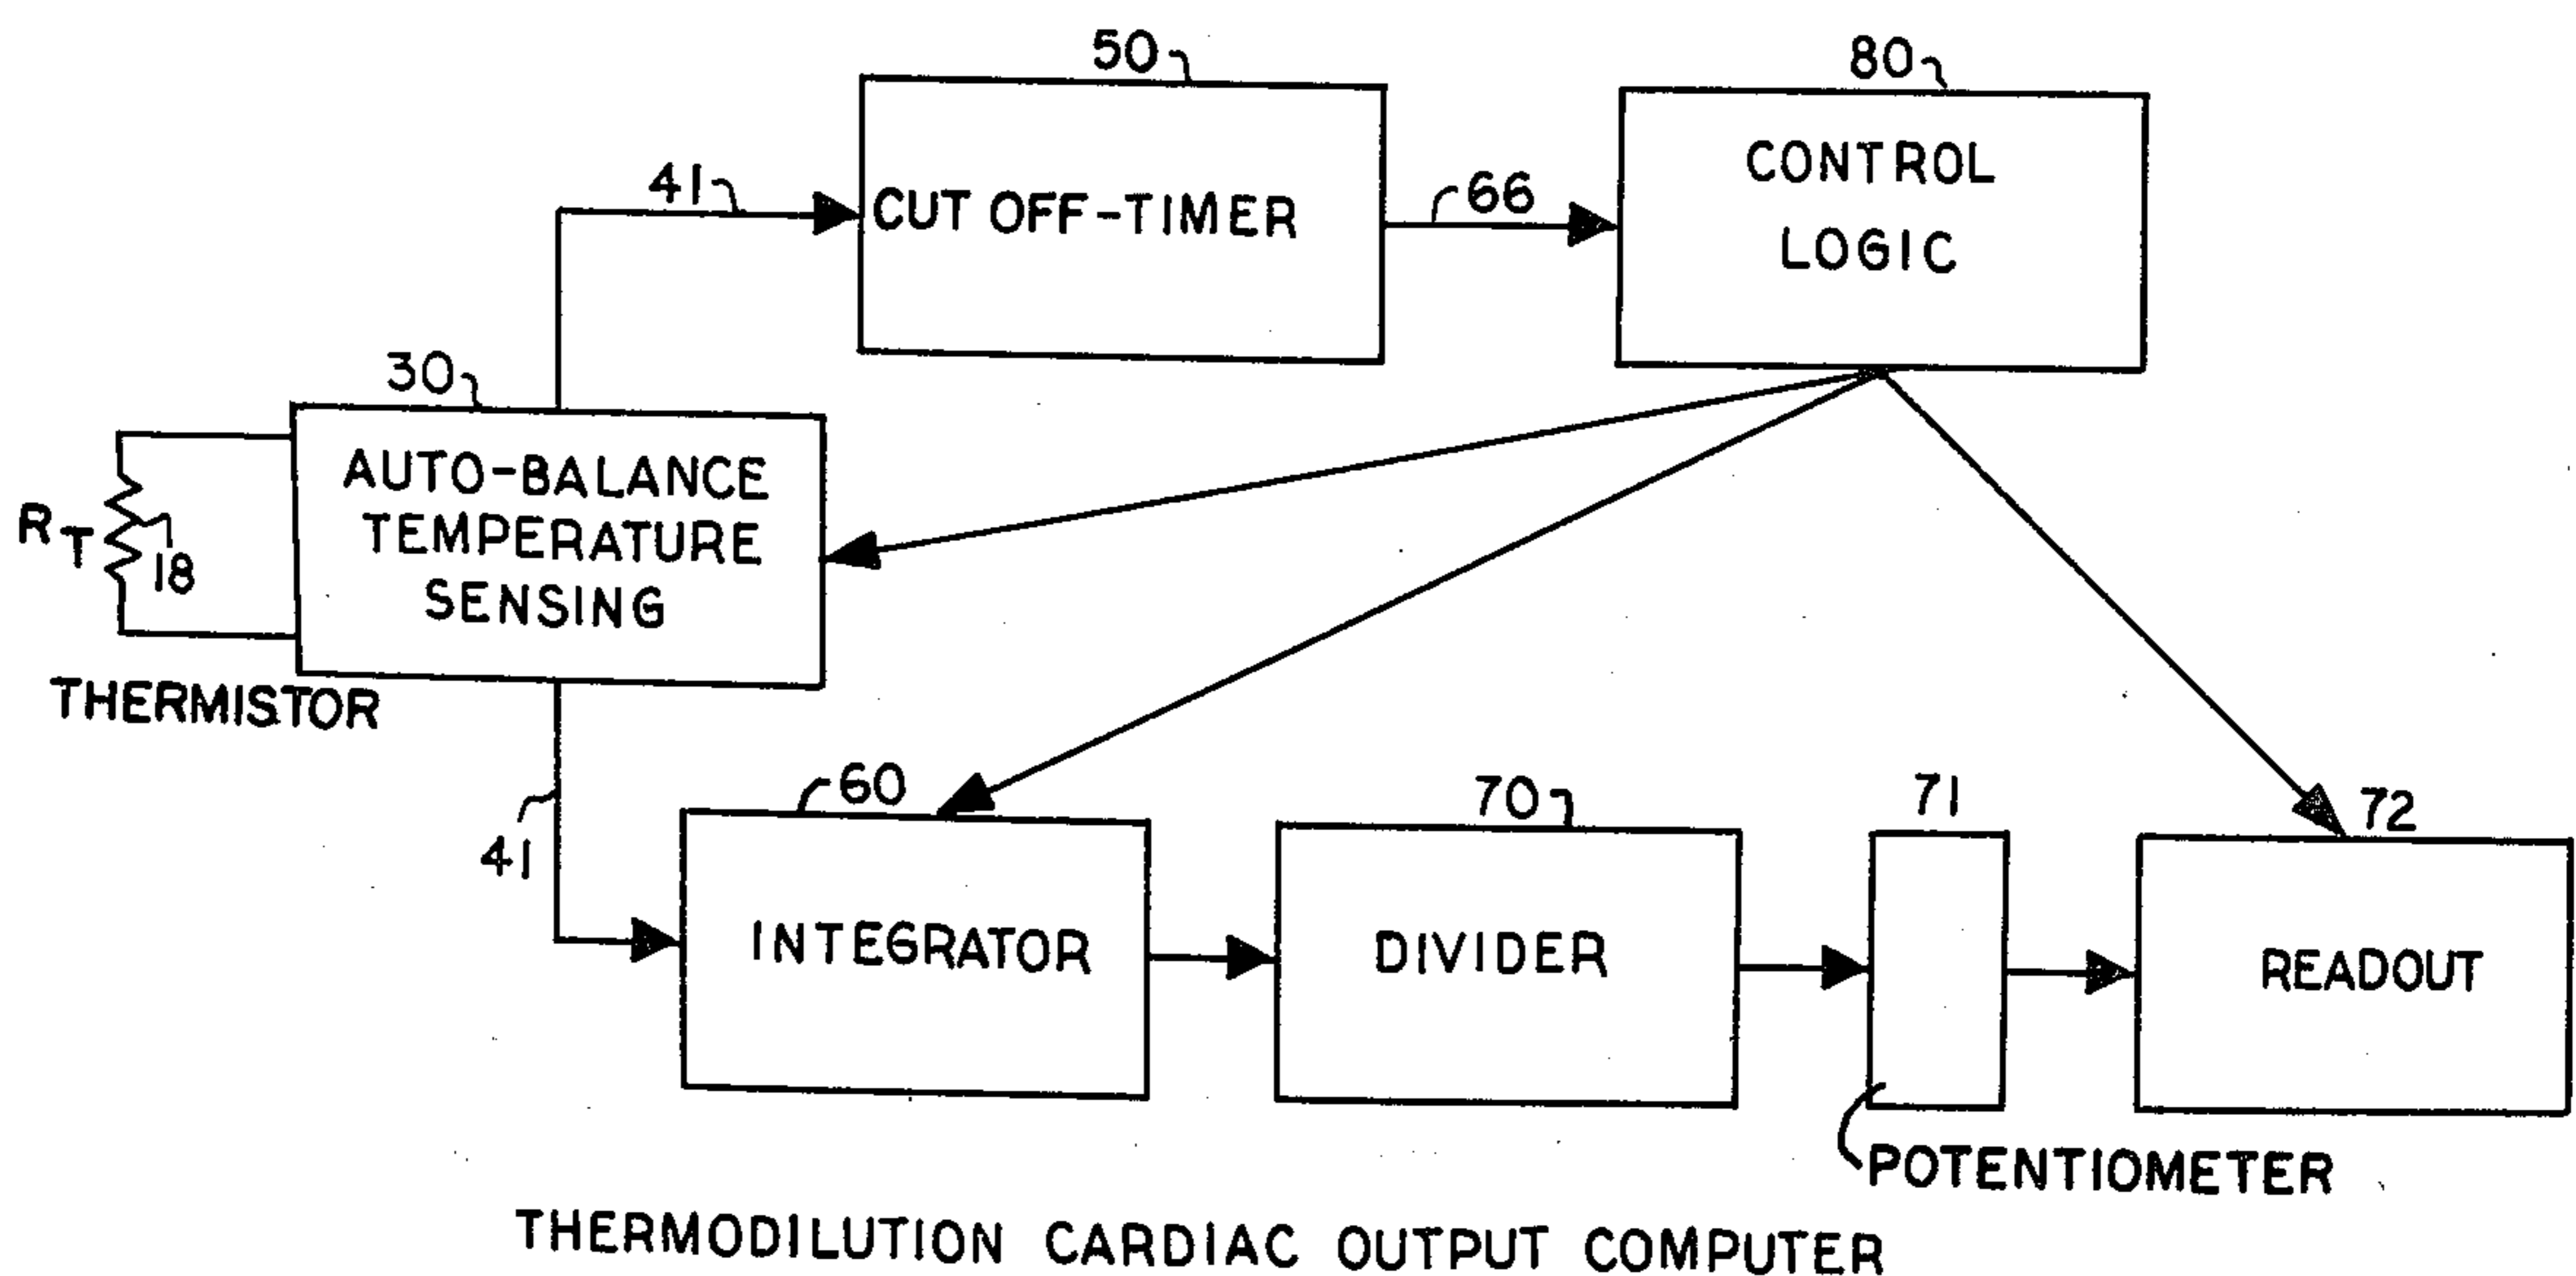 50
80
41
CUT OFF-TIMER
66
CONTROL
LOGIC
30
AUTO-BALANCE
TEMPERATURE
SENSING
RT
18
THERMISTOR
41
60
70
71
72
INTEGRATOR
DIVIDER
READOUT
POTENTIOMETER
THERMODILUTION CARDIAC OUTPUT COMPUTER